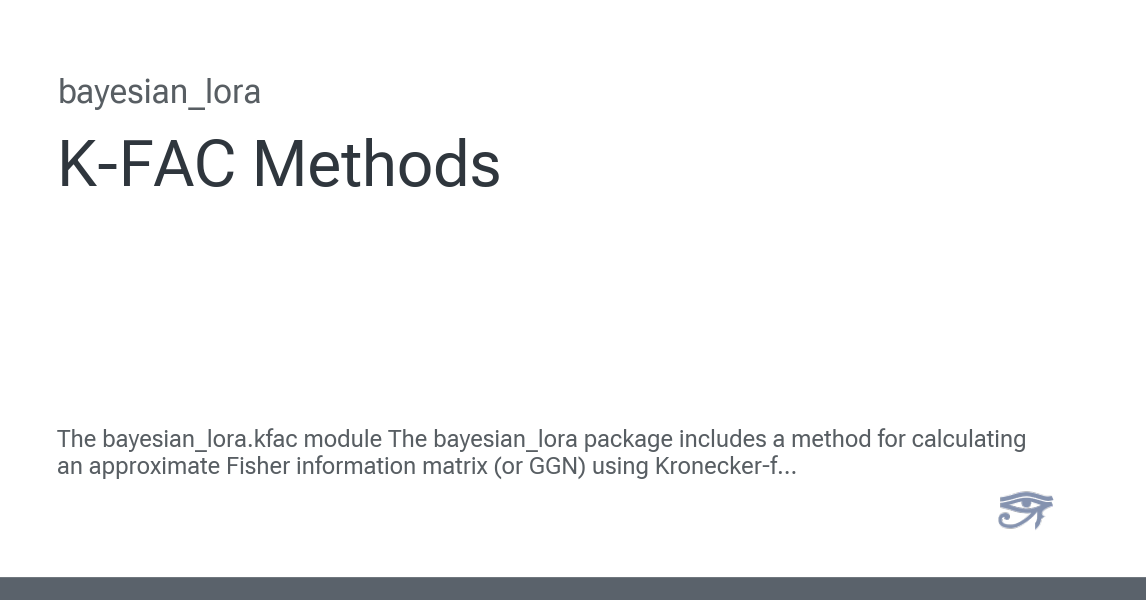 bayesian_lora
K-FAC Methods
The bayesian_lora.kfac module The bayesian_lora package includes a method for calculating
an approximate Fisher information matrix (or GGN) using Kronecker-f...